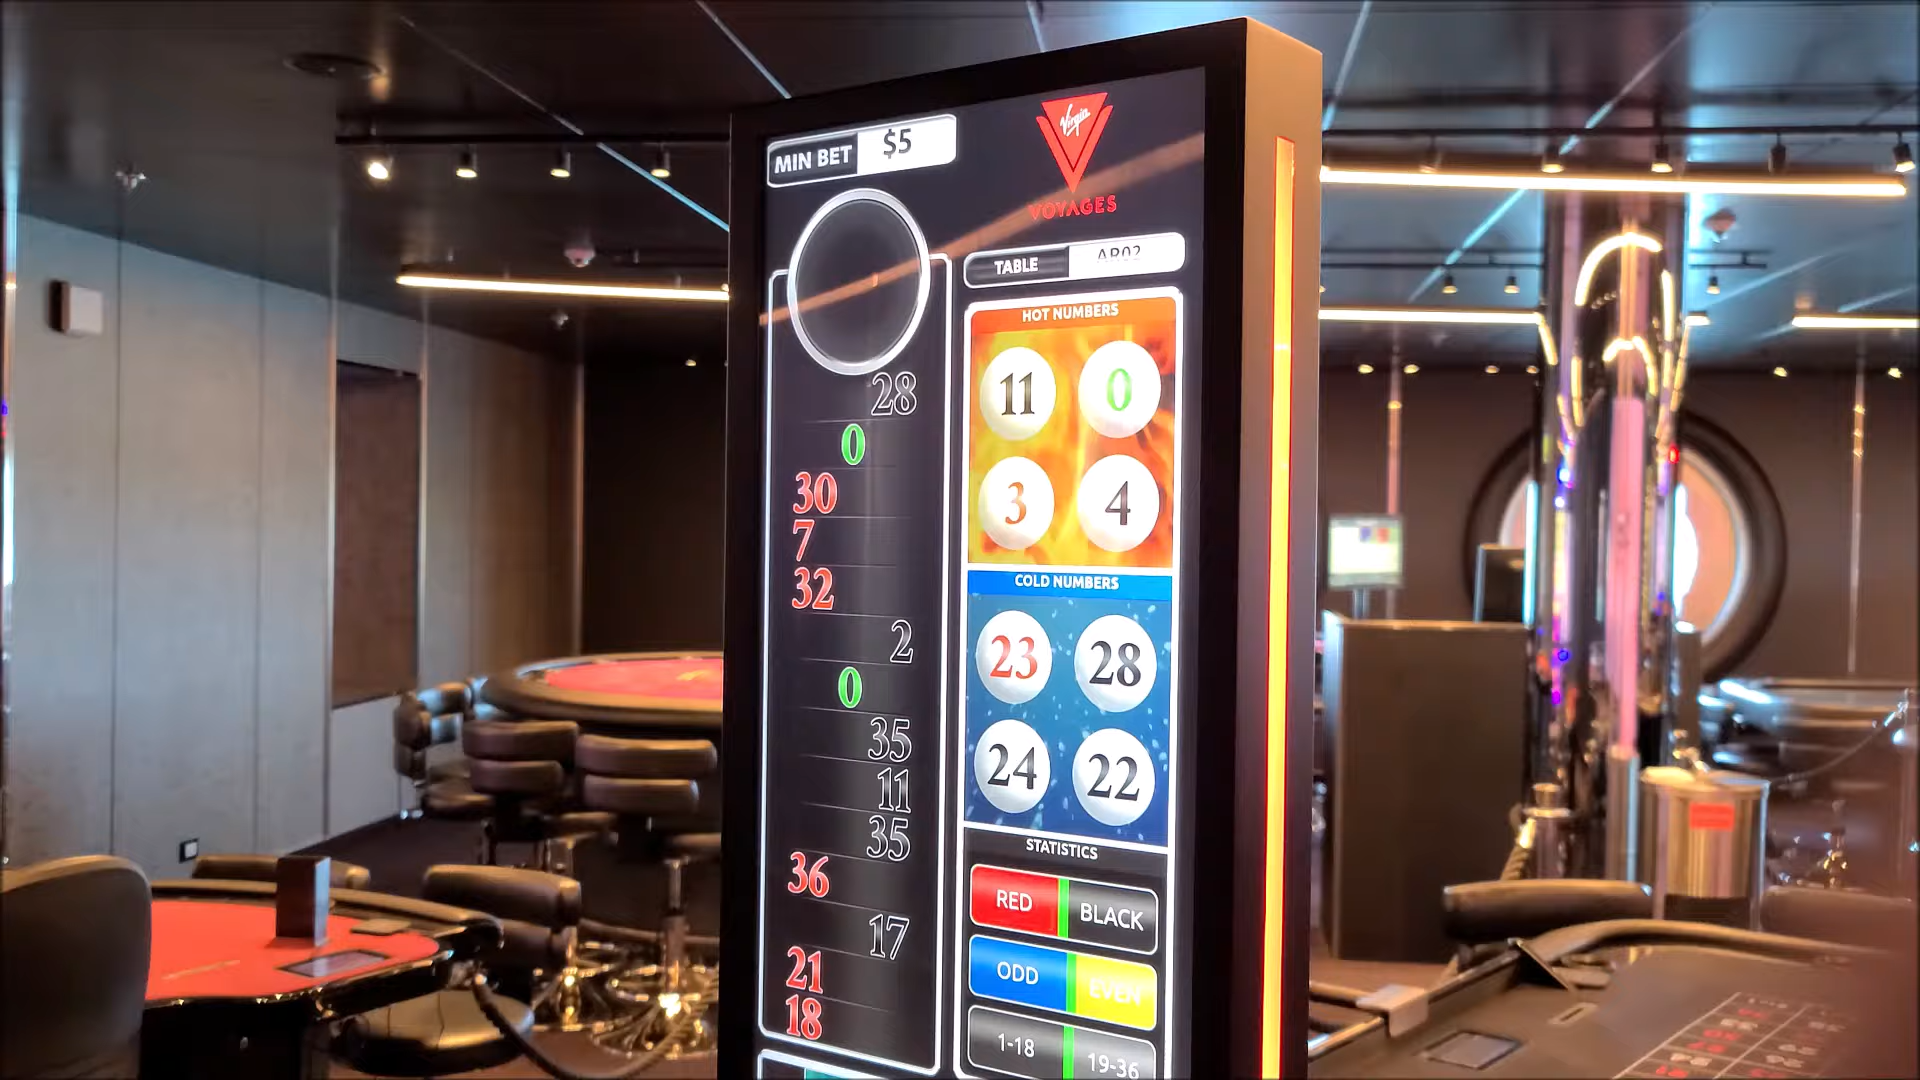 MIN BET $5
Virgin
VOYAGES
TABLE AR02
28
0
30
7
32
2
0
35
11
35
36
17
21
18
HOT NUMBERS
11 0
3 4
COLD NUMBERS
23 28
24 22
STATISTICS
RED BLACK
ODD EVEN
1-18 19-36